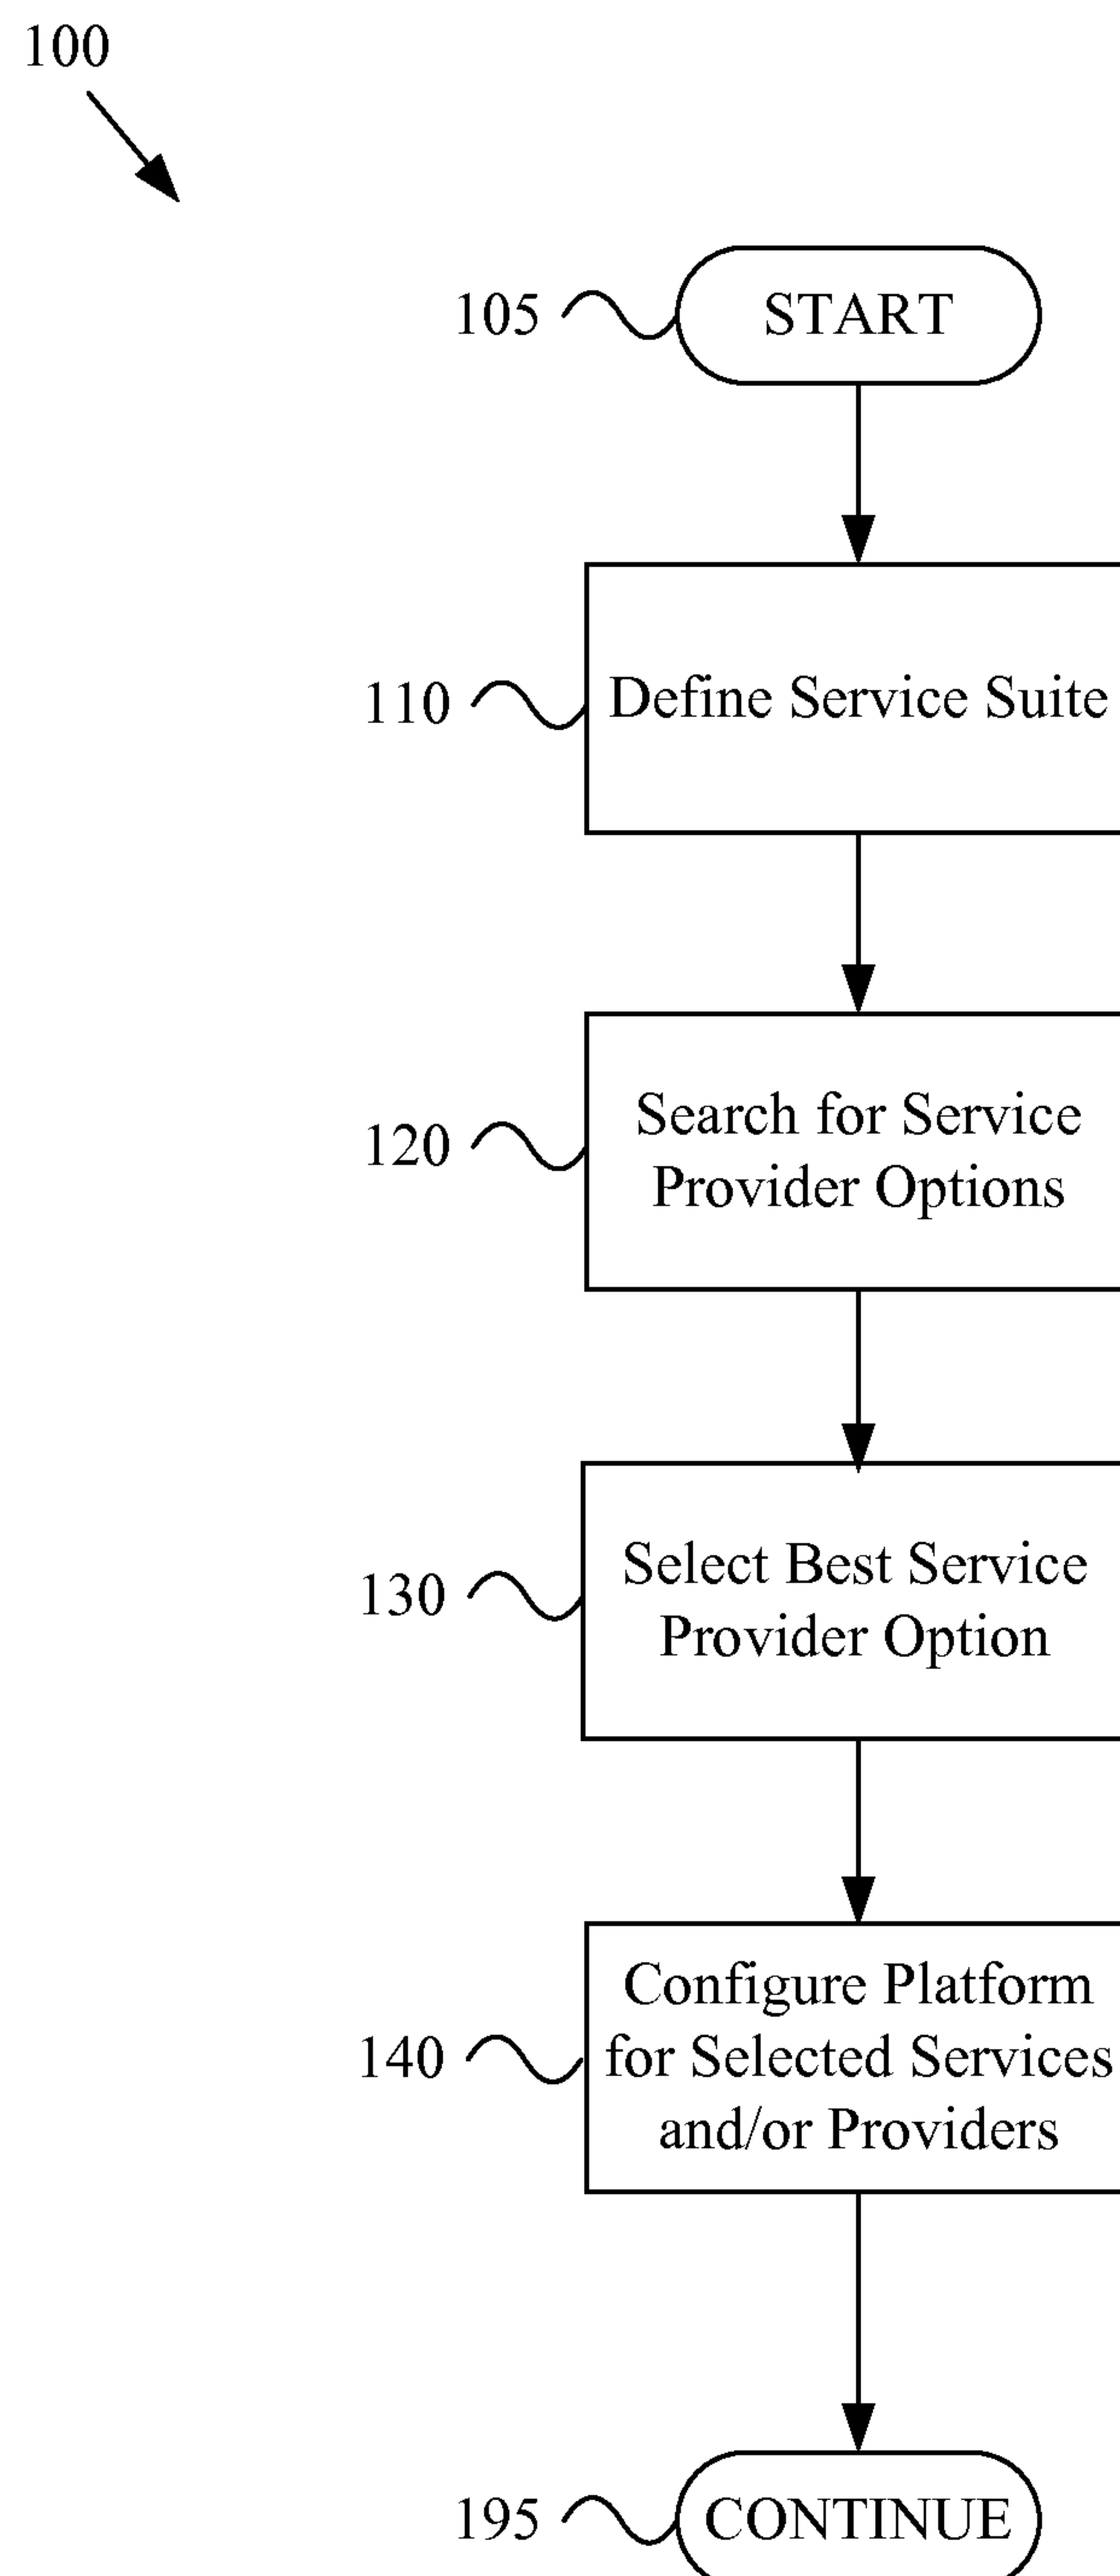 100
105
START
110
Define Service Suite
120
Search for Service
Provider Options
130
Select Best Service
Provider Option
140
Configure Platform
for Selected Services
and/or Providers
195
CONTINUE